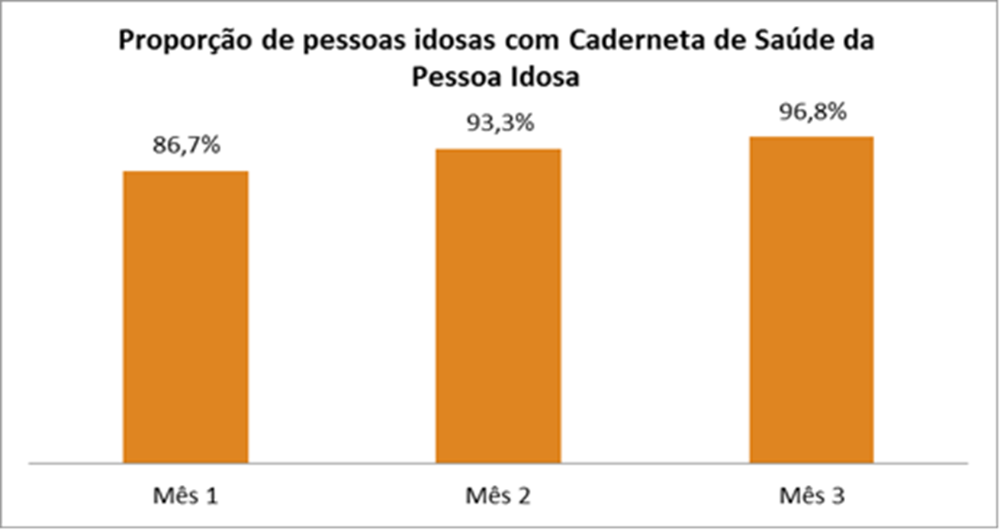 Proporção de pessoas idosas com Caderneta de Saúde da
Pessoa Idosa
86,7%
93,3%
96,8%
Mês 1
Mês 2
Mês 3